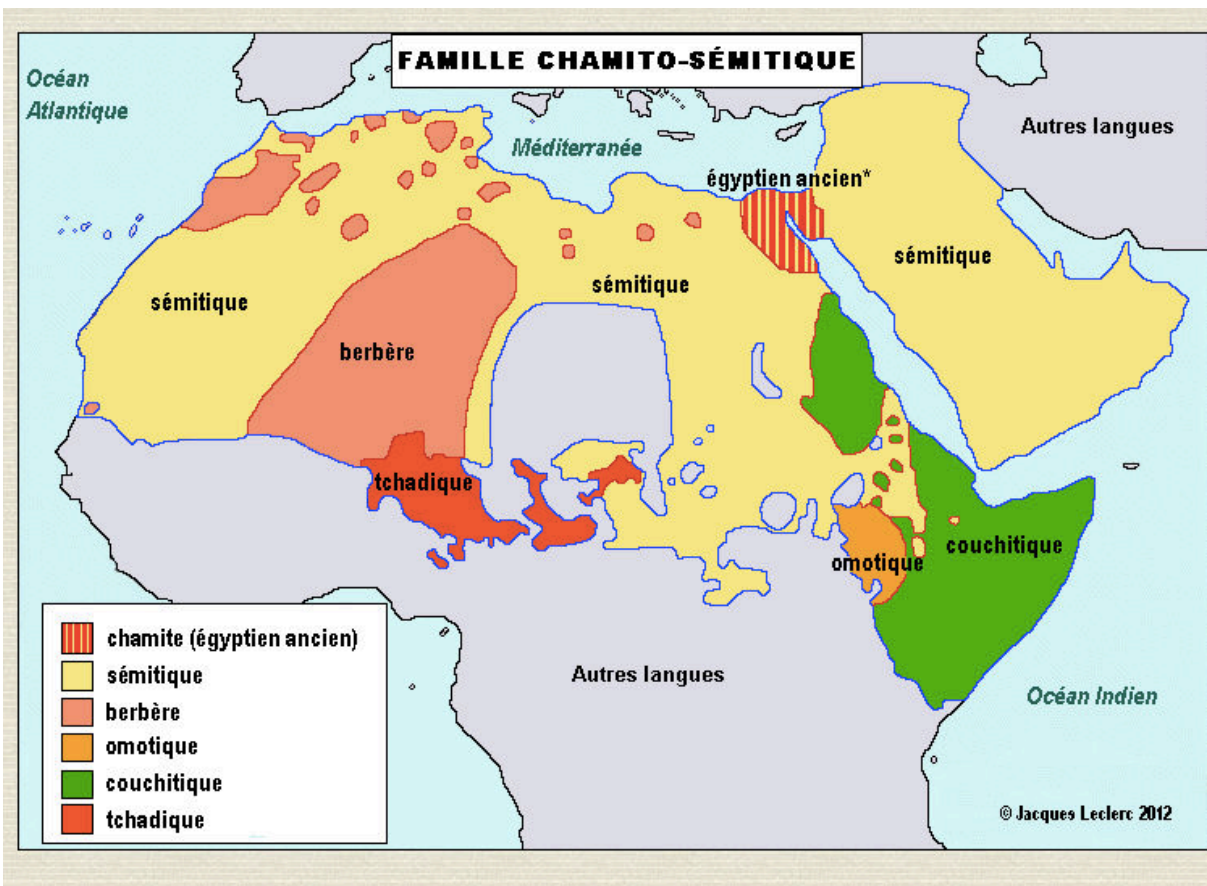 FAMILLE CHAMITO-SÉMITIQUE
Océan
Atlantique
Méditerranée
Autres langues
égyptien ancien*
sémitique
sémitique
sémitique
berbère
tchadique
couchitique
omotique
Autres langues
Océan Indien
chamite (égyptien ancien)
sémitique
berbère
omotique
couchitique
tchadique
© Jacques Leclerc 2012